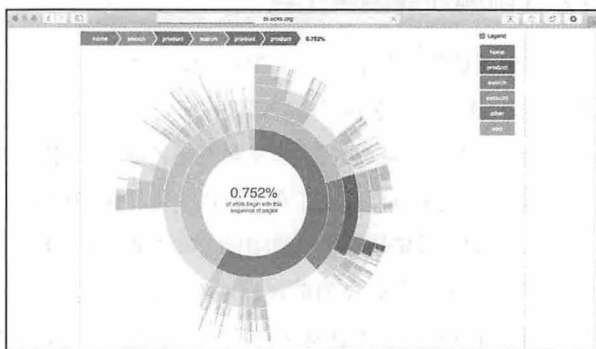 bl.ocks.org
home search product search product product 0.752%
Legend
home
product
search
account
other
end
0.752%
of visits begin with this
sequence of pages